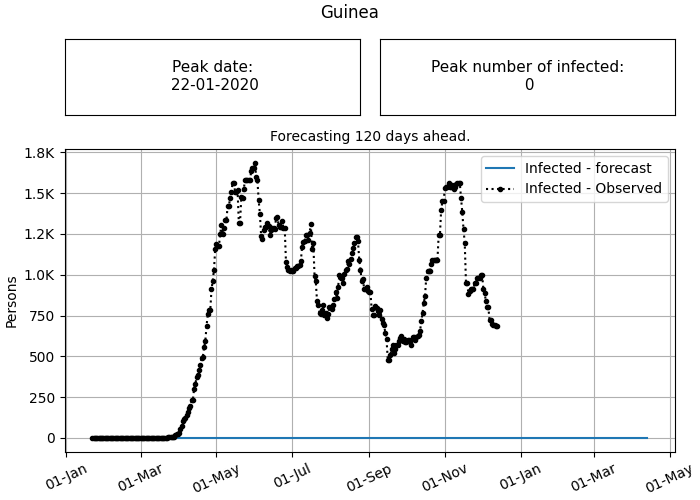 Guinea
Peak date:
22-01-2020
Peak number of infected:
0
Forecasting 120 days ahead.
Infected - forecast
Infected - Observed
Persons
1.8K
1.5K
1.2K
1.0K
750
500
250
0
01-Jan
01-Mar
01-May
01-Jul
01-Sep
01-Nov
01-Jan
01-Mar
01-May